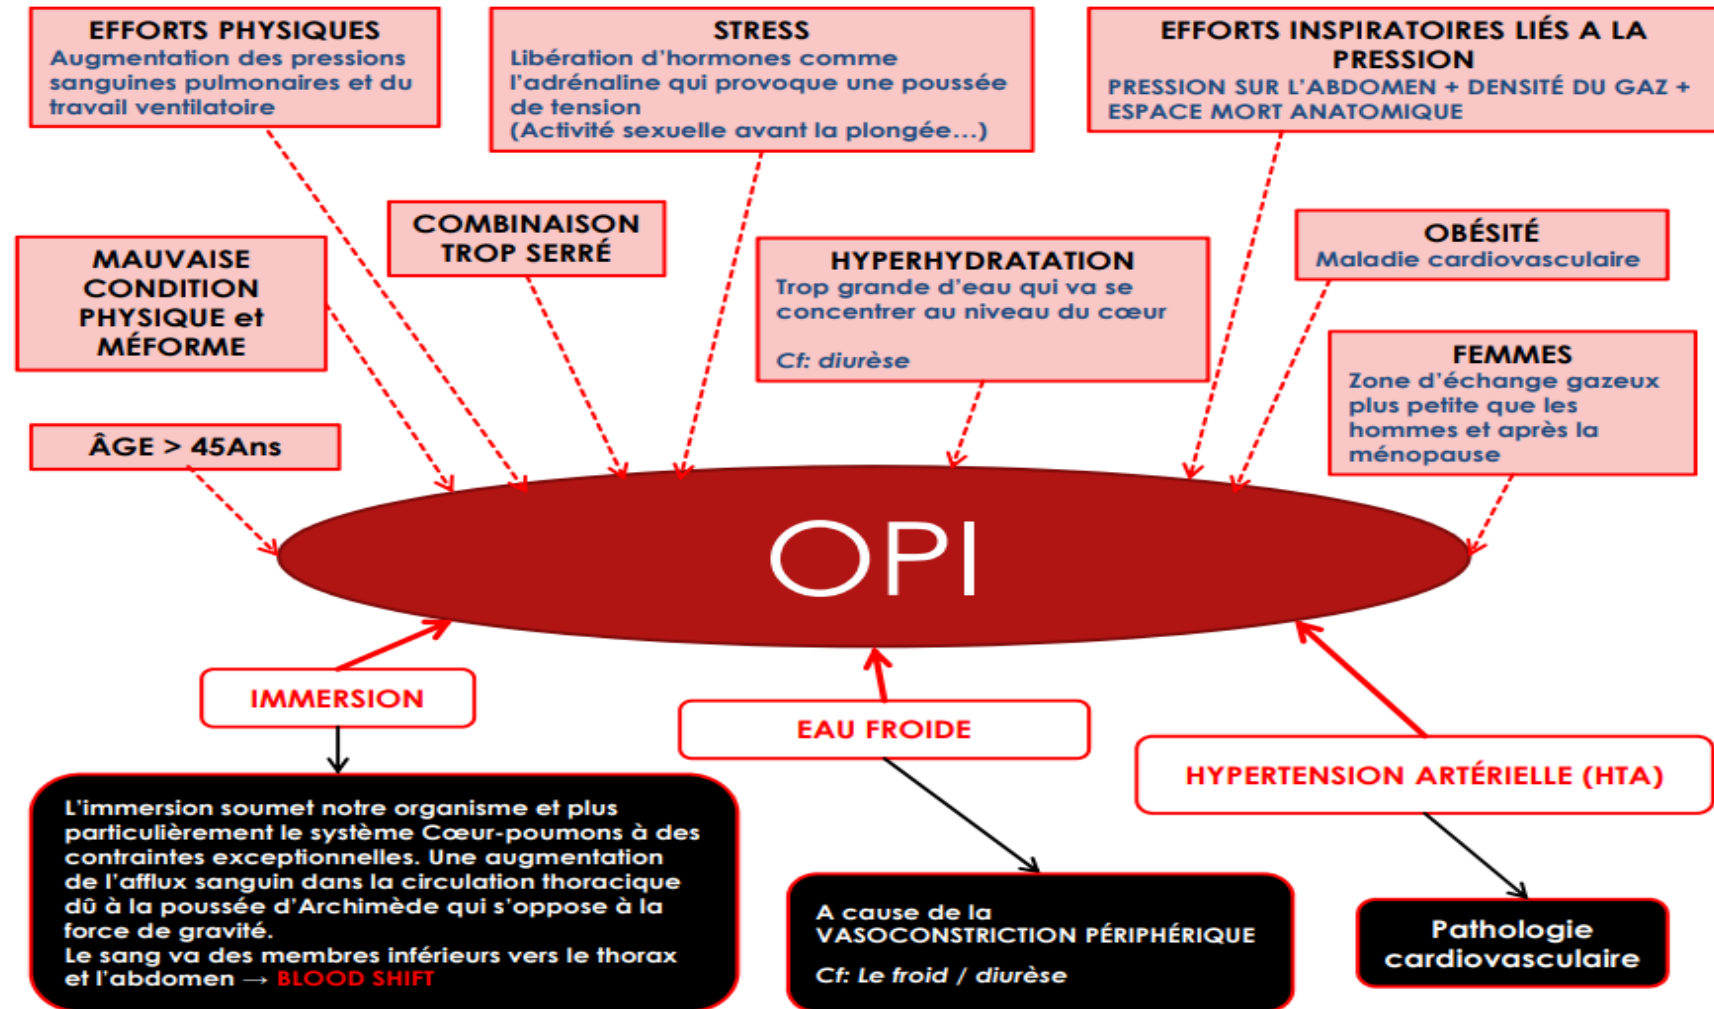 EFFORTS PHYSIQUES
Augmentation des pressions
sanguines pulmonaires et du
travail ventilatoire
STRESS
Libération d’hormones comme
l’adrénaline qui provoque une poussée
de tension
(Activité sexuelle avant la plongée…)
EFFORTS INSPIRATOIRES LIÉS A LA
PRESSION
PRESSION SUR L’ABDOMEN + DENSITÉ DU GAZ +
ESPACE MORT ANATOMIQUE
MAUVAISE
CONDITION
PHYSIQUE et
MÉFORME
COMBINAISON
TROP SERRÉ
HYPERHYDRATATION
Trop grande d’eau qui va se
concentrer au niveau du cœur
Cf: diurèse
OBÉSITÉ
Maladie cardiovasculaire
FEMMES
Zone d’échange gazeux
plus petite que les
hommes et après la
ménopause
ÂGE > 45Ans
OPI
IMMERSION
EAU FROIDE
HYPERTENSION ARTÉRIELLE (HTA)
L’immersion soumet notre organisme et plus
particulièrement le système Cœur-poumons à des
contraintes exceptionnelles. Une augmentation
de l’afflux sanguin dans la circulation thoracique
dû à la poussée d’Archimède qui s’oppose à la
force de gravité.
Le sang va des membres inférieurs vers le thorax
et l’abdomen → BLOOD SHIFT
A cause de la
VASOCONSTRICTION PÉRIPHÉRIQUE
Cf: Le froid / diurèse
Pathologie
cardiovasculaire